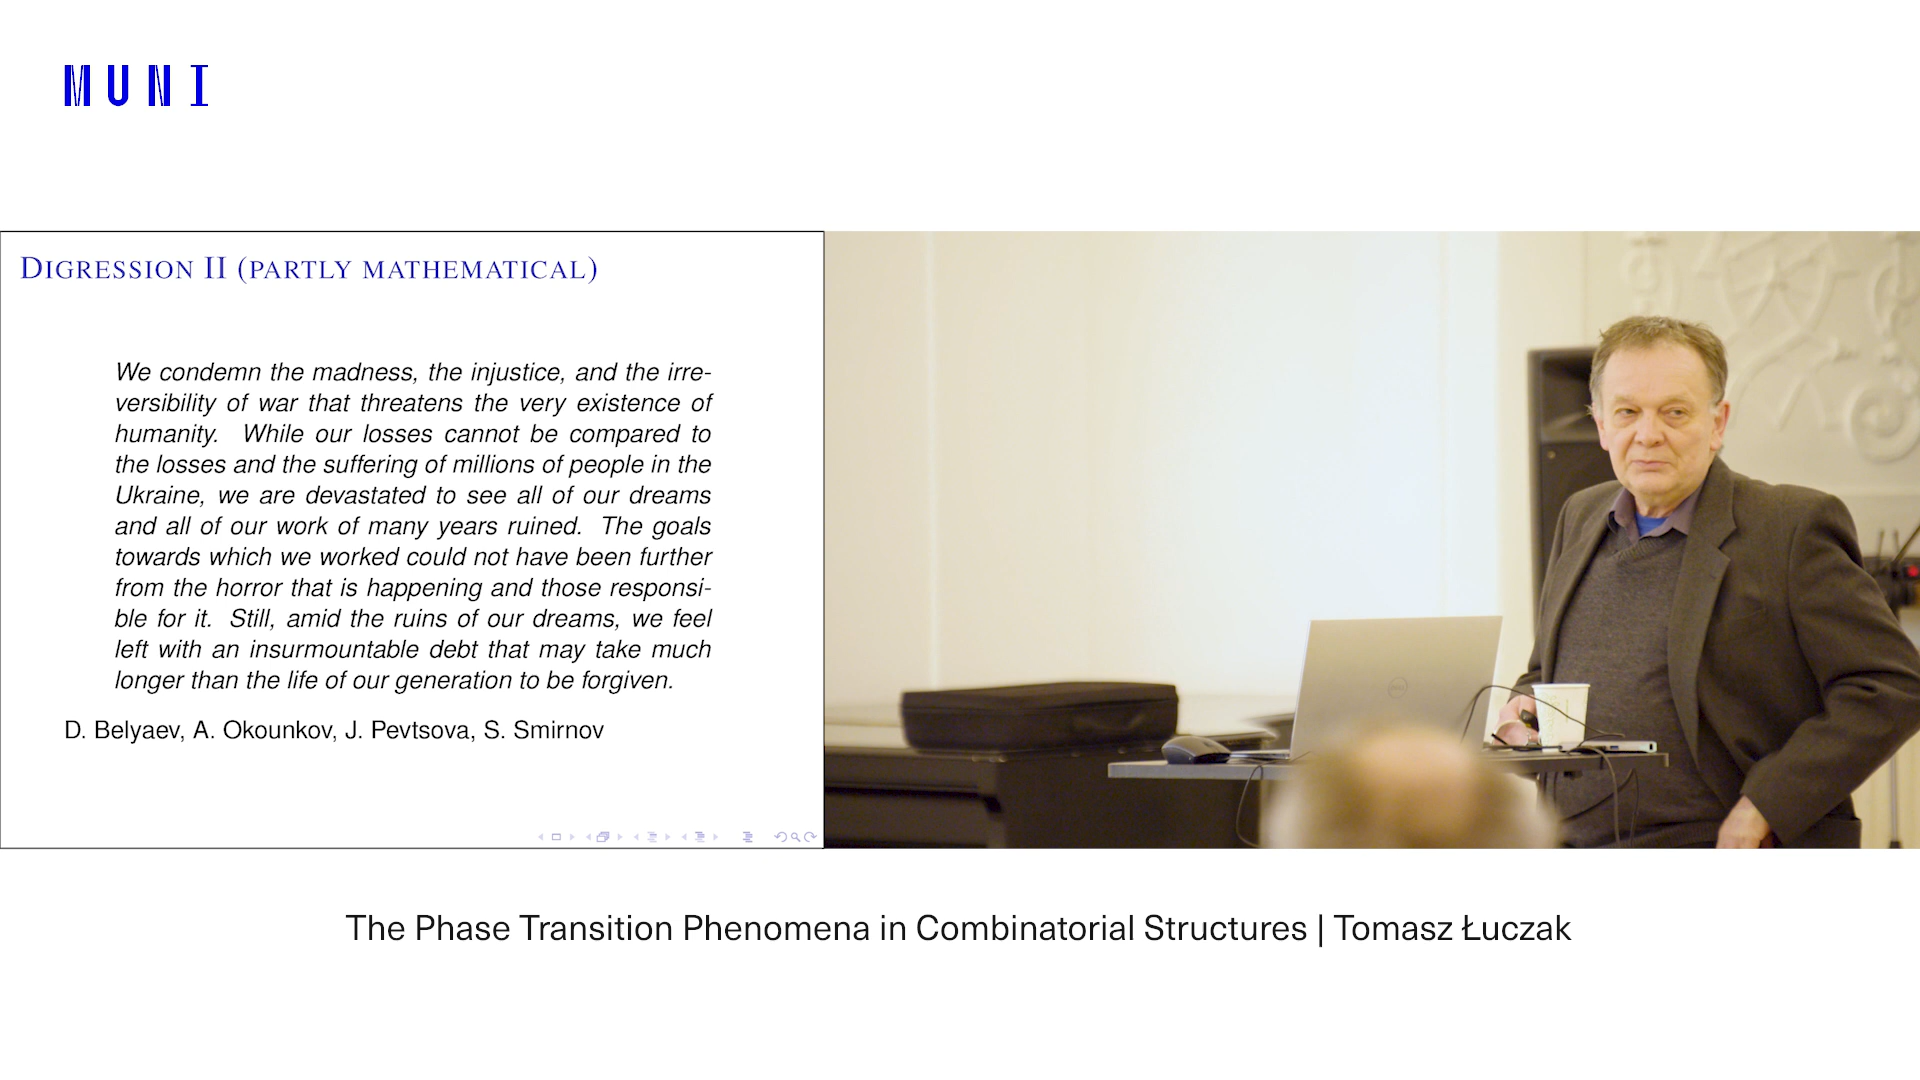 MUNI
DIGRESSION II (PARTLY MATHEMATICAL)
We condemn the madness, the injustice, and the irre-
versibility of war that threatens the very existence of
humanity. While our losses cannot be compared to
the losses and the suffering of millions of people in the
Ukraine, we are devastated to see all of our dreams
and all of our work of many years ruined. The goals
towards which we worked could not have been further
from the horror that is happening and those responsi-
ble for it. Still, amid the ruins of our dreams, we feel
left with an insurmountable debt that may take much
longer than the life of our generation to be forgiven.
D. Belyaev, A. Okounkov, J. Pevtsova, S. Smirnov
The Phase Transition Phenomena in Combinatorial Structures | Tomasz Łuczak